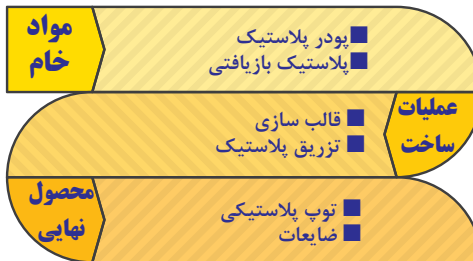 مواد
خام
پودر پلاستیک
پلاستیک بازیافتی
عملیات
ساخت
قالب سازی
تزریق پلاستیک
محصول
نهایی
توپ پلاستیکی
ضایعات